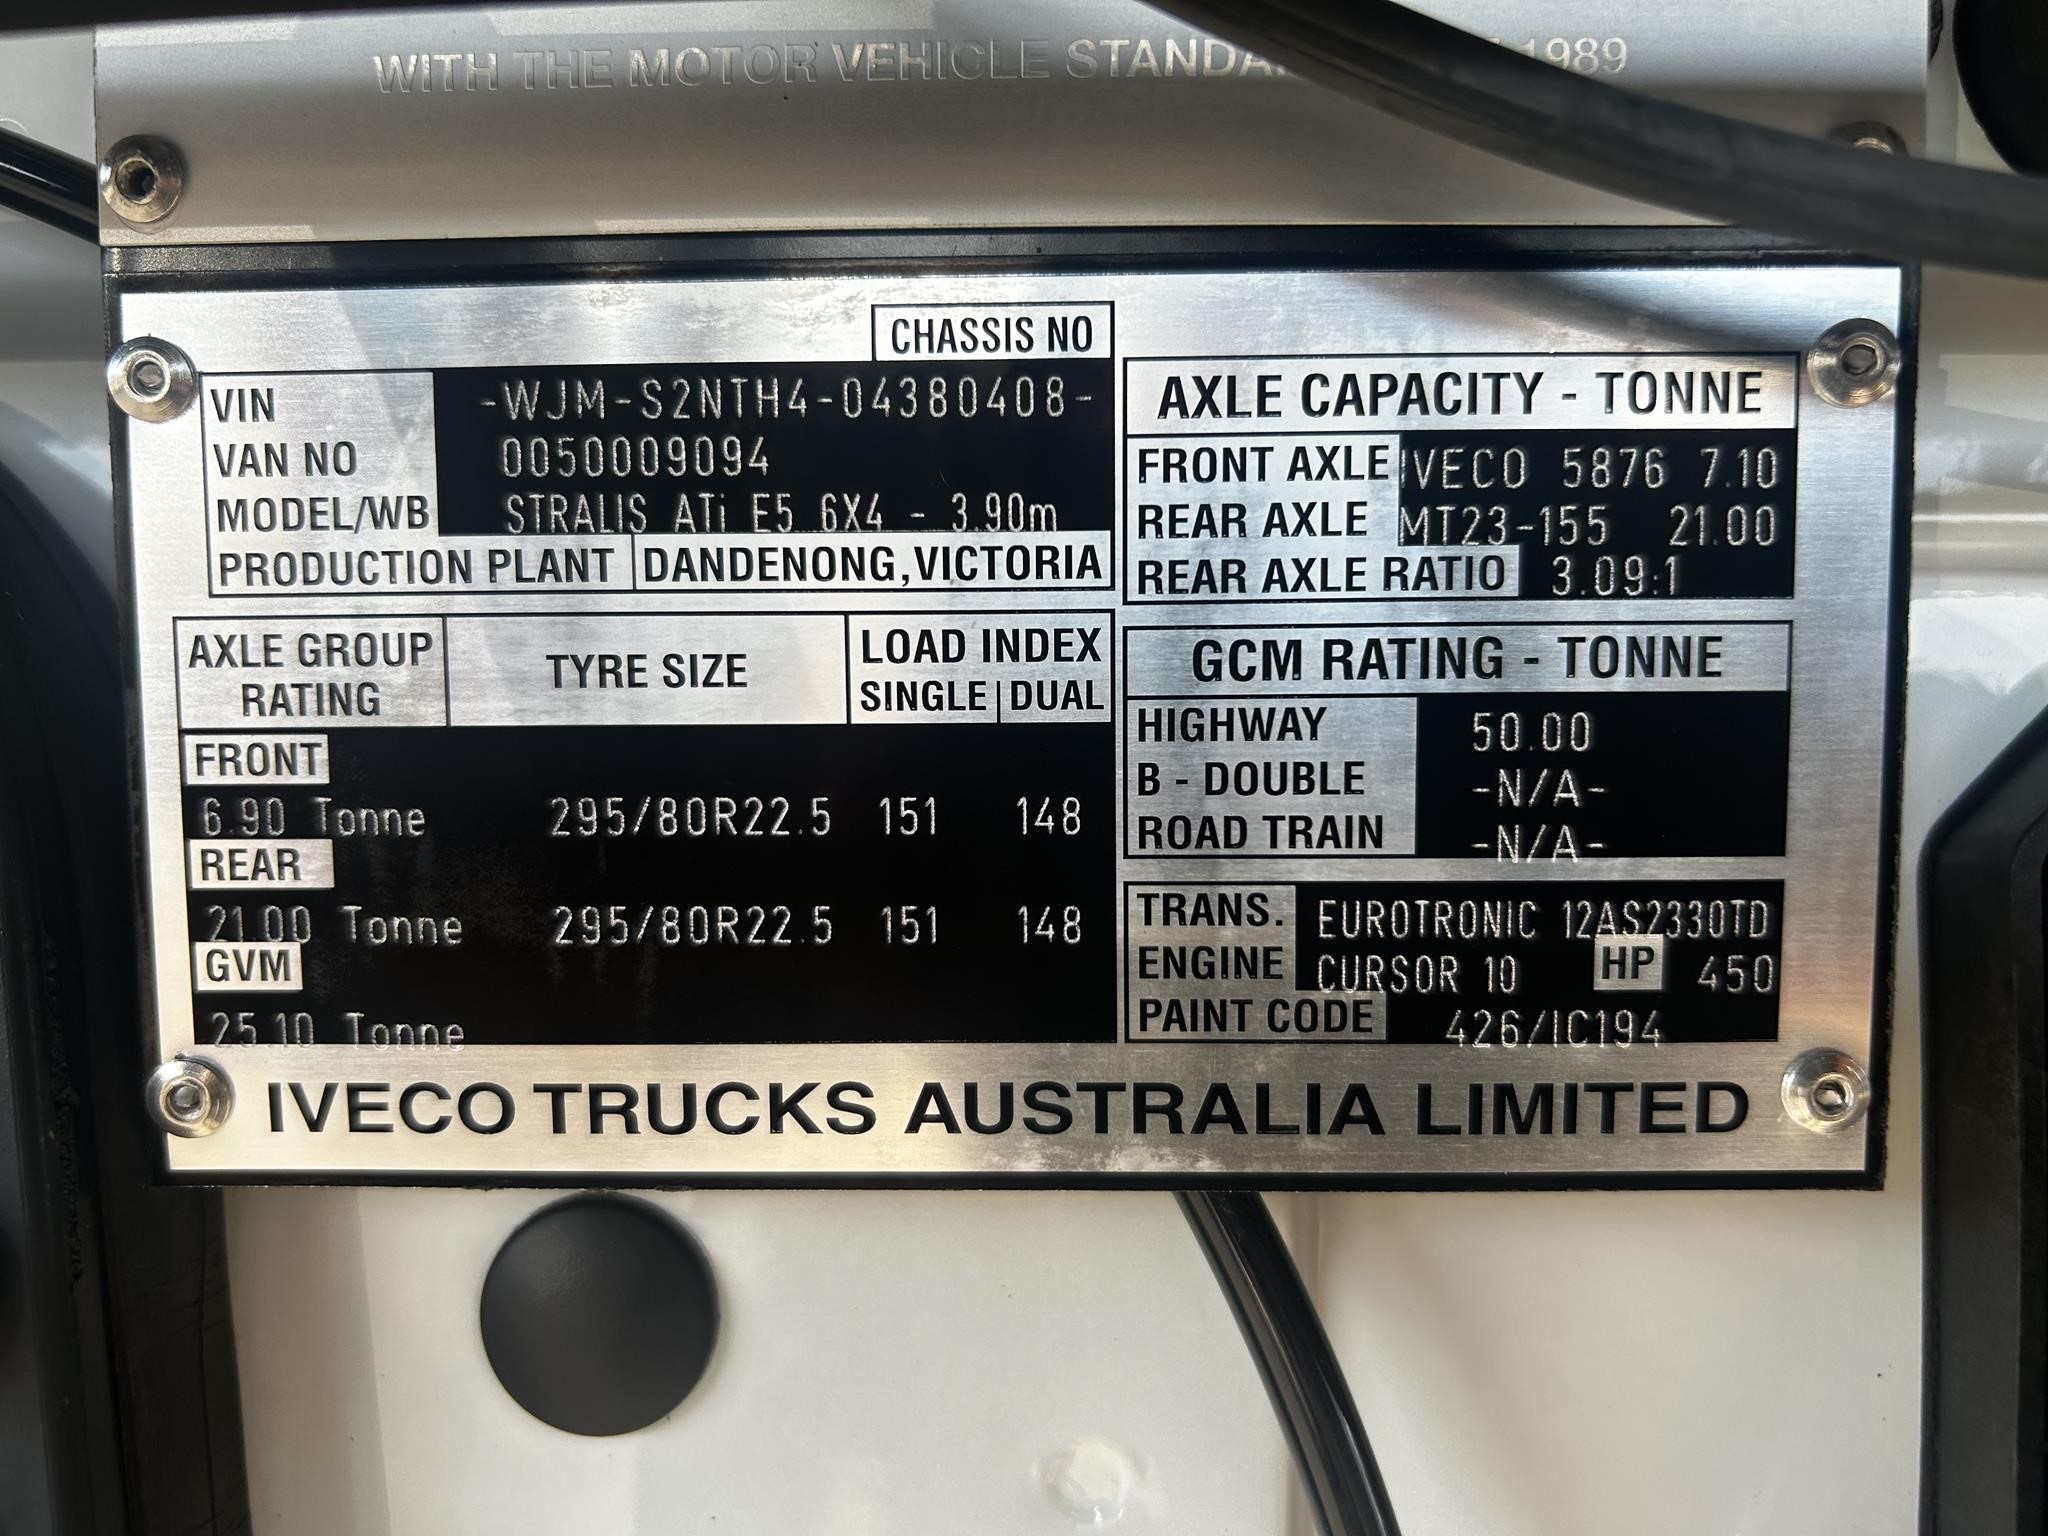 WITH THE MOTOR VEHICLE 1989
CHASSIS NO
VIN -WJM-S2NTH4-04380408-
VAN NO 0050009094
MODEL/WB STRALIS ATi E5 6X4 - 3.90m
PRODUCTION PLANT DANDENONG, VICTORIA
AXLE GROUP RATING TYRE SIZE LOAD INDEX
SINGLE DUAL
FRONT
6.90 Tonne 295/80R22.5 151 148
REAR
21.00 Tonne 295/80R22.5 151 148
GVM
25.10 Tonne
AXLE CAPACITY - TONNE
FRONT AXLE IVECO 5876 7.10
REAR AXLE MT23-155 21.00
REAR AXLE RATIO 3.09:1
GCM RATING - TONNE
HIGHWAY 50.00
B - DOUBLE -N/A-
ROAD TRAIN -N/A-
TRANS. EUROTRONIC 12AS2330TD
ENGINE CURSOR 10 HP 450
PAINT CODE 426/IC194
IVECO TRUCKS AUSTRALIA LIMITED